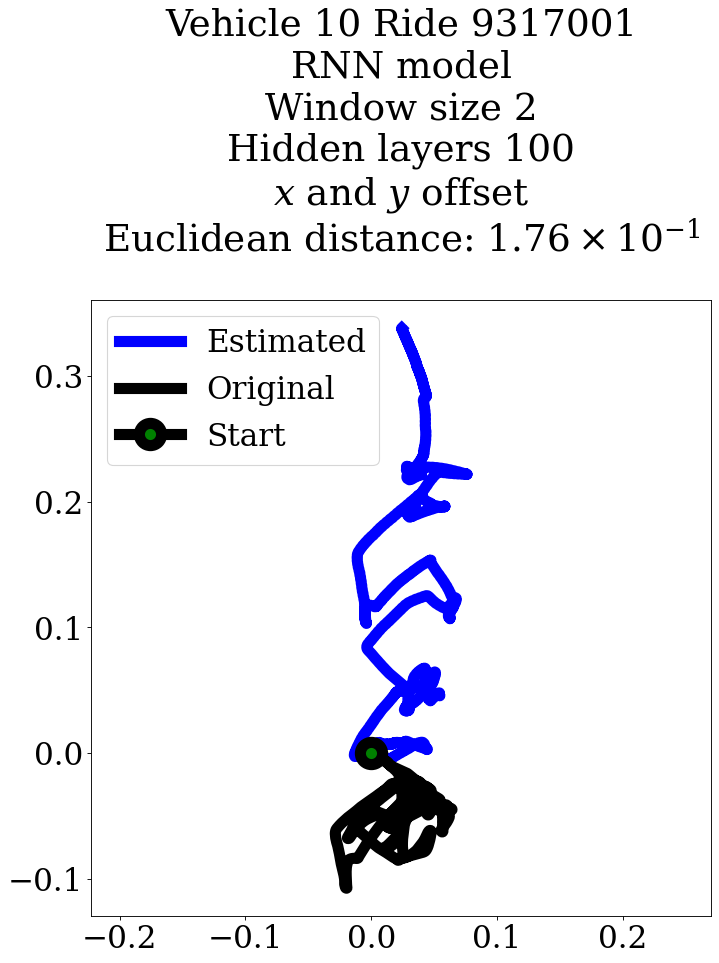 Vehicle 10 Ride 9317001
RNN model
Window size 2
Hidden layers 100
x and y offset
Euclidean distance: 1.76 × 10⁻¹
Estimated
Original
Start
0.3
0.2
0.1
0.0
−0.1
−0.2 −0.1 0.0 0.1 0.2